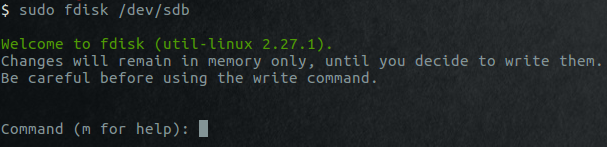 $ sudo fdisk /dev/sdb
Welcome to fdisk (util-linux 2.27.1).
Changes will remain in memory only, until you decide to write them.
Be careful before using the write command.
Command (m for help):